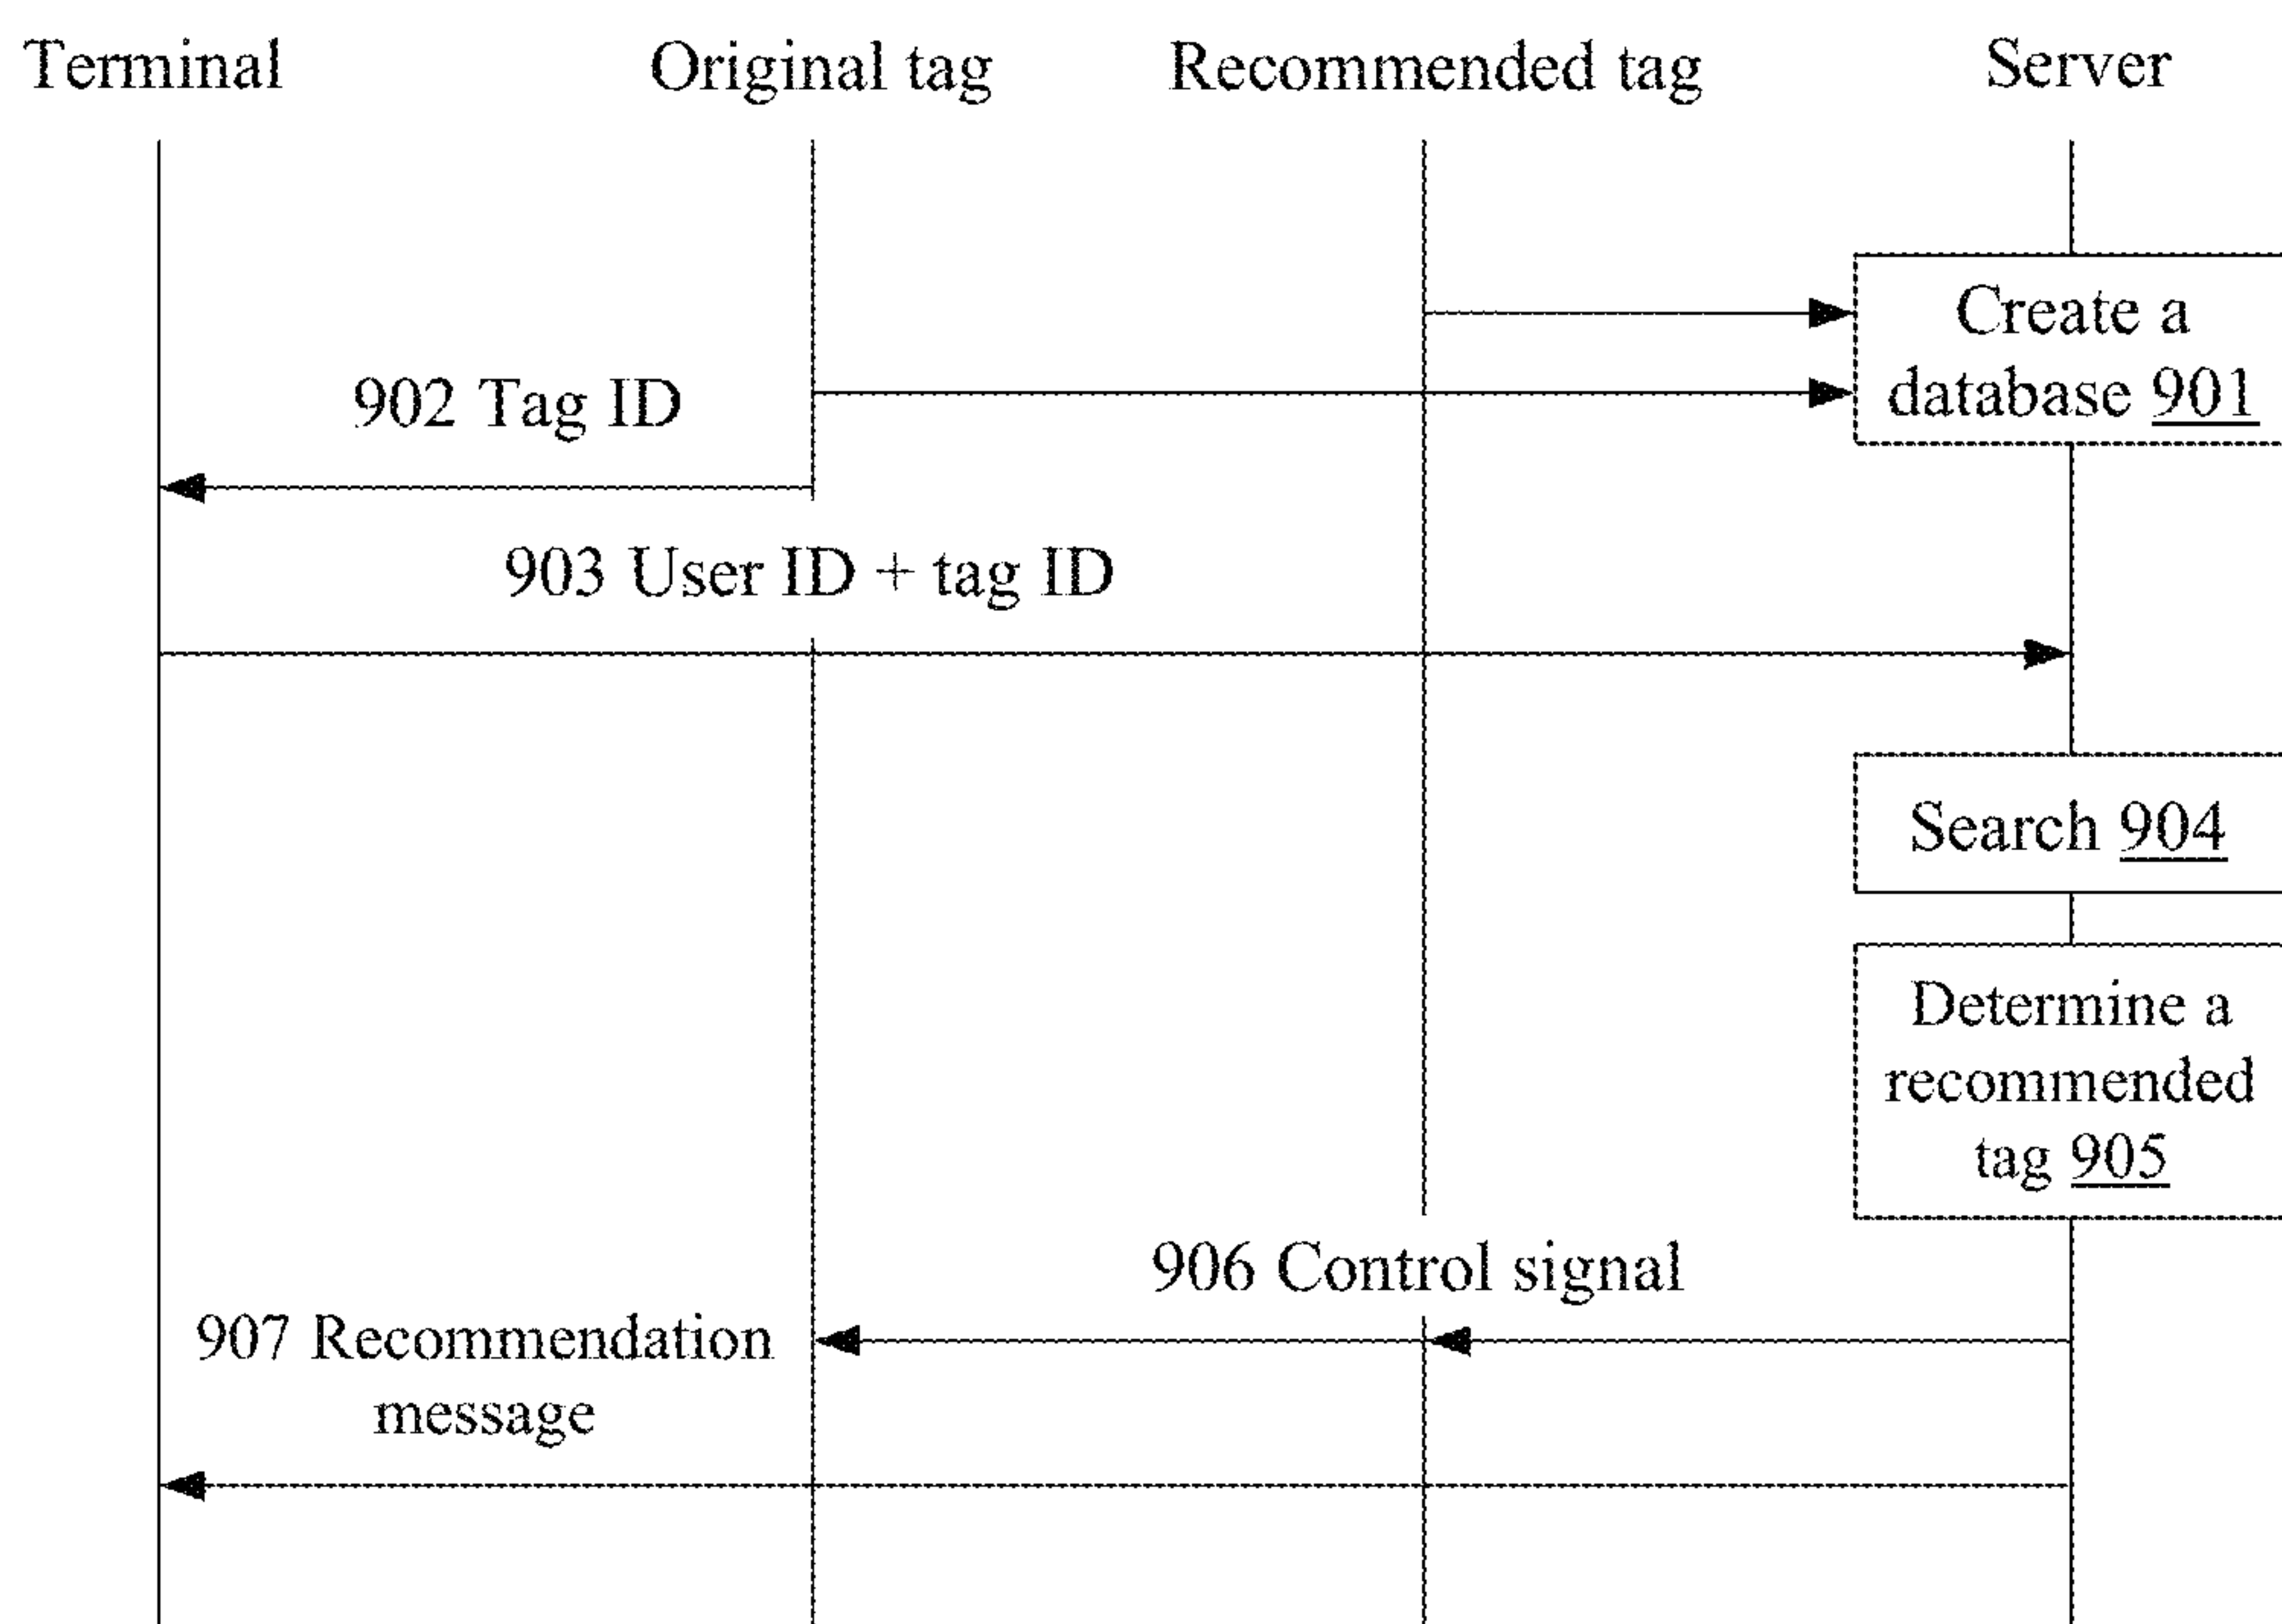 Terminal
Original tag
Recommended tag
Server
Create a
database 901
902 Tag ID
903 User ID + tag ID
Search 904
Determine a
recommended
tag 905
906 Control signal
907 Recommendation
message